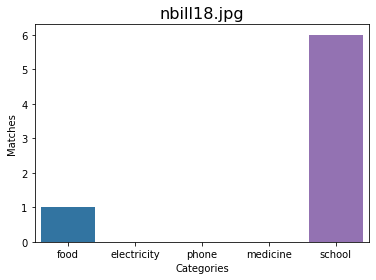 nbill18.jpg
6
5
4
3
2
1
0
Matches
food electricity phone medicine school
Categories